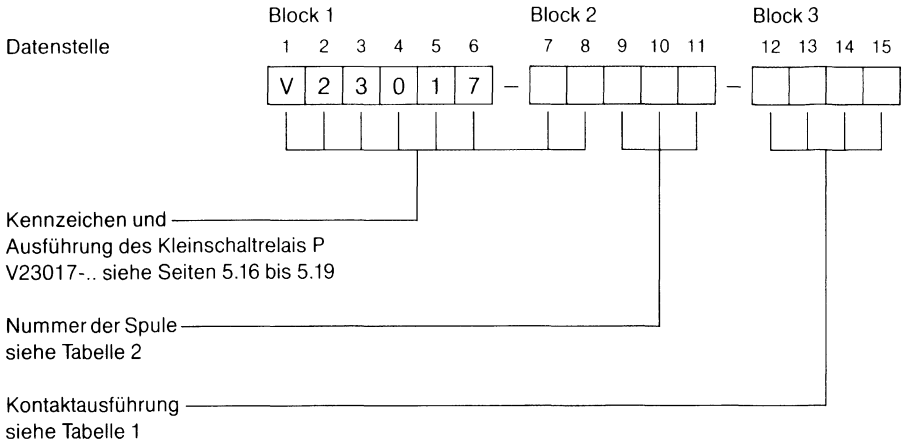 Block 1 Block 2 Block 3
Datenstelle 1 2 3 4 5 6 7 8 9 10 11 12 13 14 15
V 2 3 0 1 7 – –
Kennzeichen und
Ausführung des Kleinschaltrelais P
V23017-.. siehe Seiten 5.16 bis 5.19
Nummer der Spule
siehe Tabelle 2
Kontaktausführung
siehe Tabelle 1